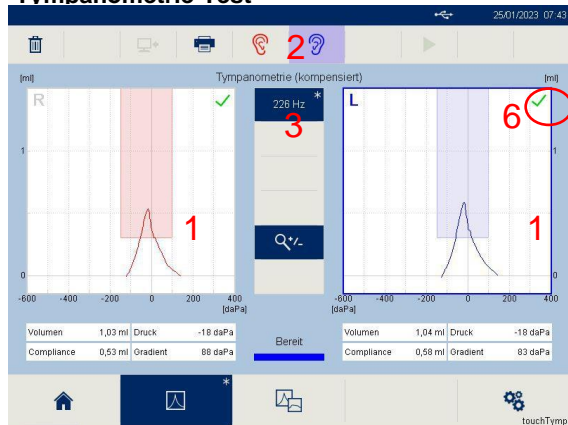 Tympanometrie-Test
25/01/2023 07:43
2
[ml] Tympanometrie (kompensiert) [ml]
R 226 Hz * L 6
3
1 1
1 1
0 0
-600 -400 -200 0 200 400 -600 -400 -200 0 200 400
[daPa] [daPa]
+/-
Volumen 1,03 ml Druck -18 daPa Bereit Volumen 1,04 ml Druck -18 daPa
Compliance 0,53 ml Gradient 88 daPa Compliance 0,58 ml Gradient 83 daPa
*
touchTymp